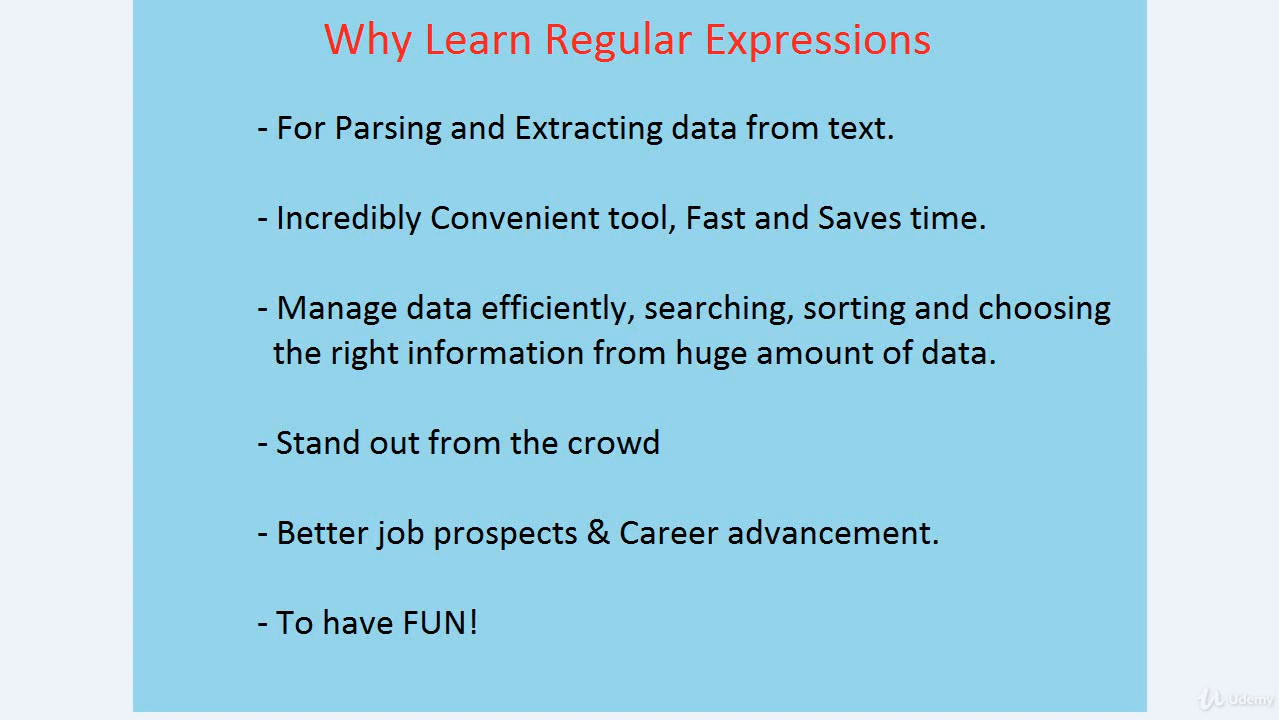 Why Learn Regular Expressions
- For Parsing and Extracting data from text.
- Incredibly Convenient tool, Fast and Saves time.
- Manage data efficiently, searching, sorting and choosing
the right information from huge amount of data.
- Stand out from the crowd
- Better job prospects & Career advancement.
- To have FUN!
Udemy